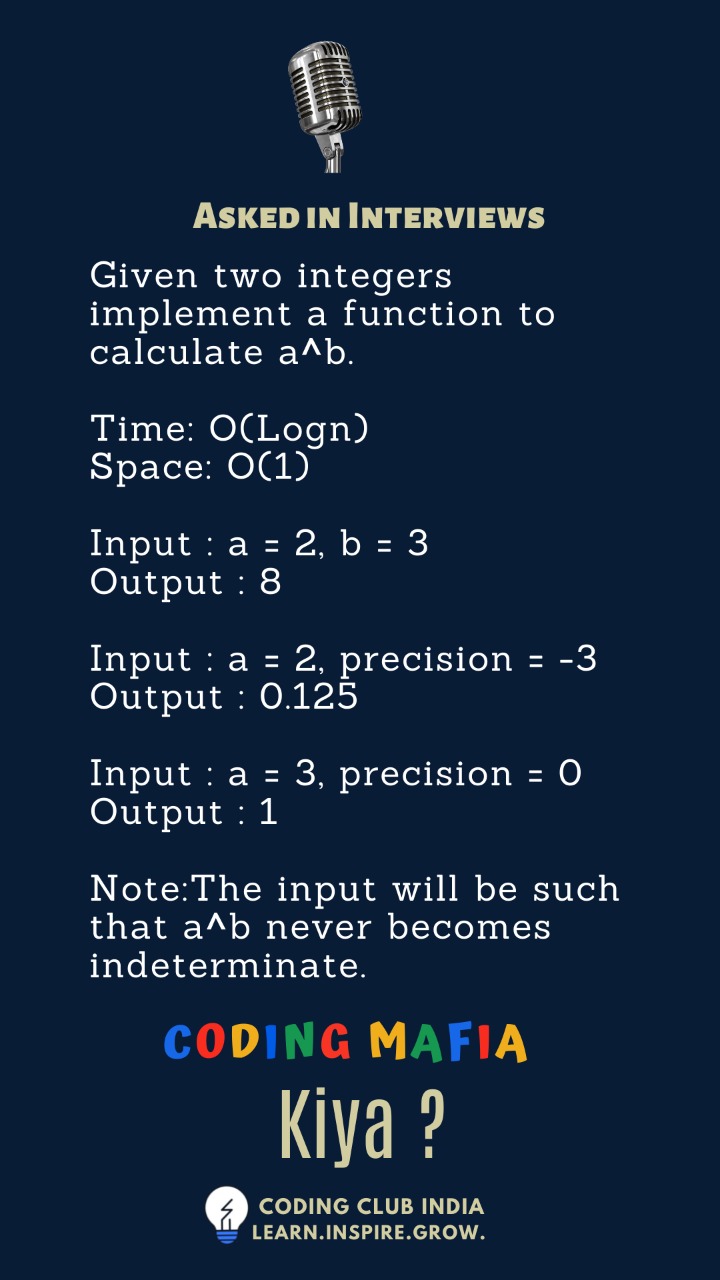 Asked in Interviews
Given two integers
implement a function to
calculate a^b.
Time: O(Logn)
Space: O(1)
Input : a = 2, b = 3
Output : 8
Input : a = 2, precision = -3
Output : 0.125
Input : a = 3, precision = 0
Output : 1
Note:The input will be such
that a^b never becomes
indeterminate.
CODING MAFIA
Kiya ?
CODING CLUB INDIA
LEARN.INSPIRE.GROW.